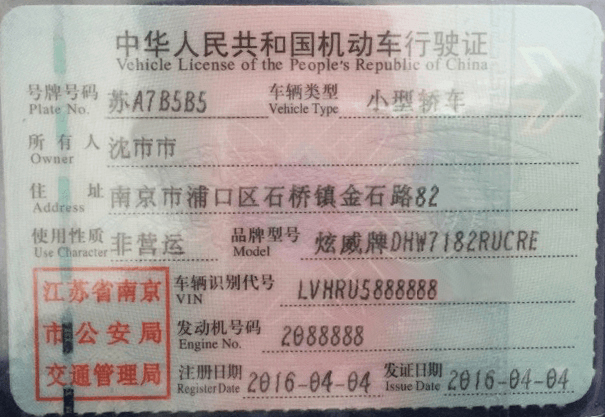 中华人民共和国机动车行驶证
Vehicle License of the People's Republic of China
号牌号码 苏A7B5B5 车辆类型 小型轿车
Plate No. Vehicle Type
所有人 沈市市
Owner
住址 南京市浦口区石桥镇金石路82
Address
使用性质 非营运 品牌型号 炫威牌DHW7182RUCRE
Use Character Model
江苏省南京 车辆识别代号 LVHRU5888888
VIN
市公安局 发动机号码 2088888
Engine No.
交通管理局 注册日期 2016-04-04 发证日期 2016-04-04
Register Date Issue Date